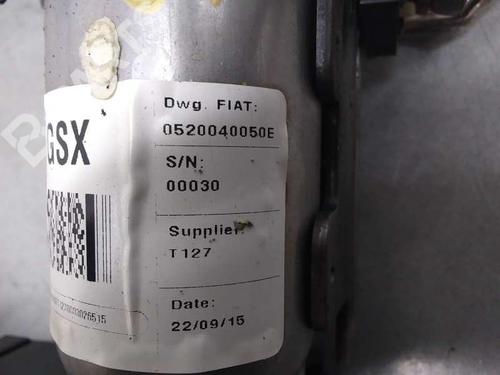 GSX
Dwg. FIAT:
0520040050E
S/N:
00030
Supplier:
T127
Date:
22/09/15